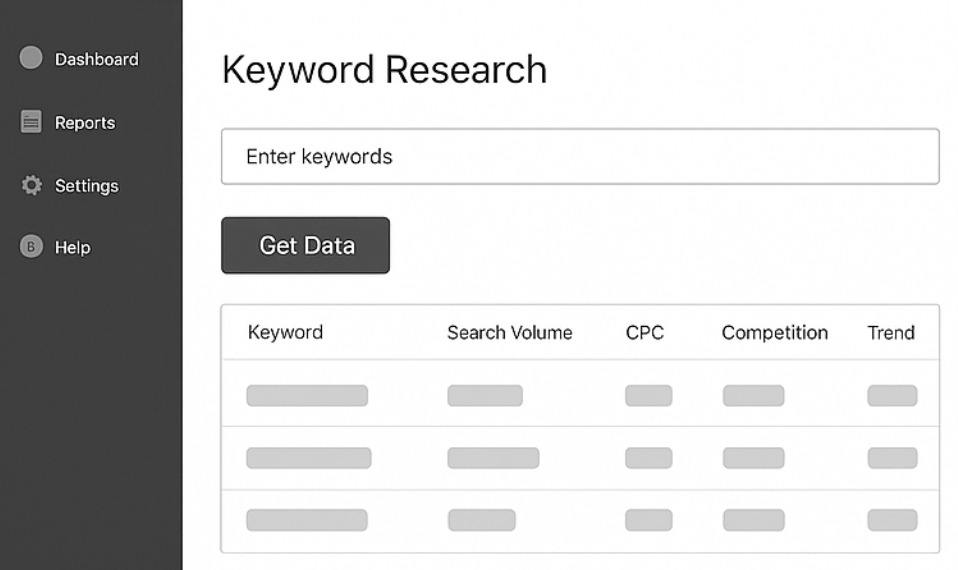 Dashboard
Reports
Settings
B Help
Keyword Research
Enter keywords
Get Data
Keyword Search Volume CPC Competition Trend